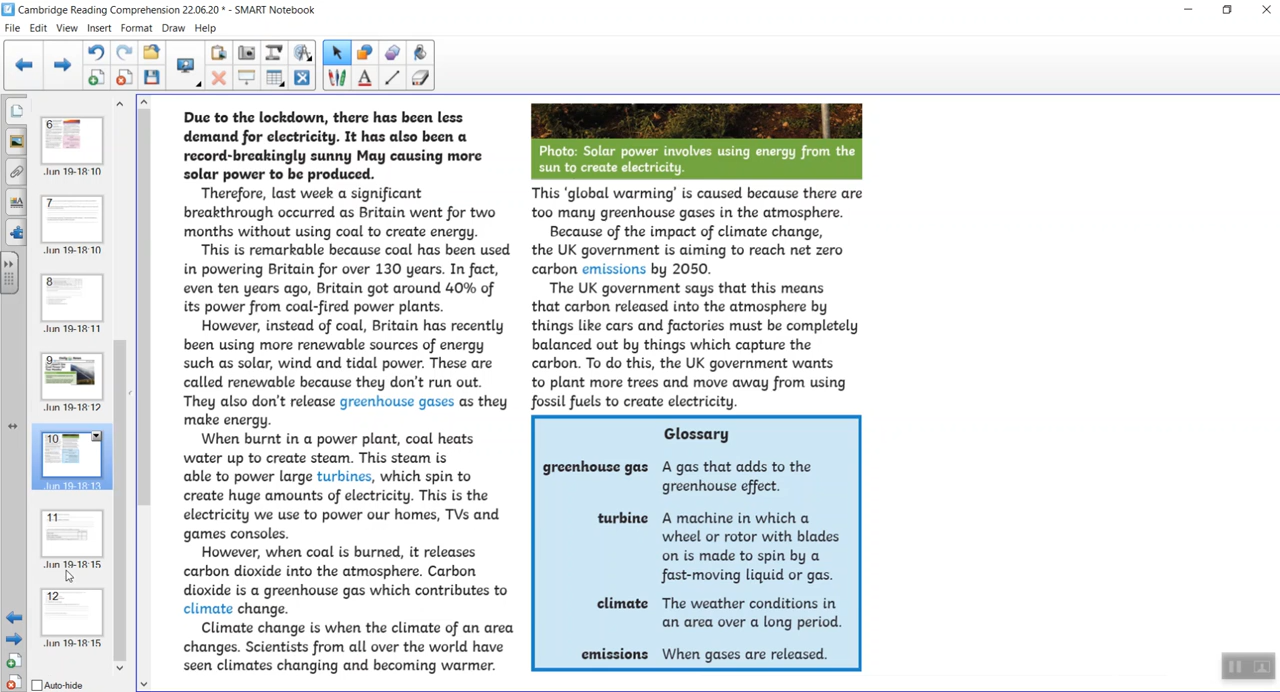 Cambridge Reading Comprehension 22.06.20 * - SMART Notebook
File Edit View Insert Format Draw Help
6
Jun 19-18:10
7
Jun 19-18:10
8
Jun 19-18:11
9
Jun 19-18:12
10
Jun 19-18:13
11
Jun 19-18:15
12
Jun 19-18:15
Auto-hide
Due to the lockdown, there has been less
demand for electricity. It has also been a
record-breakingly sunny May causing more
solar power to be produced.
Therefore, last week a significant
breakthrough occurred as Britain went for two
months without using coal to create energy.
This is remarkable because coal has been used
in powering Britain for over 130 years. In fact,
even ten years ago, Britain got around 40% of
its power from coal-fired power plants.
However, instead of coal, Britain has recently
been using more renewable sources of energy
such as solar, wind and tidal power. These are
called renewable because they don't run out.
They also don't release greenhouse gases as they
make energy.
When burnt in a power plant, coal heats
water up to create steam. This steam is
able to power large turbines, which spin to
create huge amounts of electricity. This is the
electricity we use to power our homes, TVs and
games consoles.
However, when coal is burned, it releases
carbon dioxide into the atmosphere. Carbon
dioxide is a greenhouse gas which contributes to
climate change.
Climate change is when the climate of an area
changes. Scientists from all over the world have
seen climates changing and becoming warmer.
Photo: Solar power involves using energy from the
sun to create electricity.
This 'global warming' is caused because there are
too many greenhouse gases in the atmosphere.
Because of the impact of climate change,
the UK government is aiming to reach net zero
carbon emissions by 2050.
The UK government says that this means
that carbon released into the atmosphere by
things like cars and factories must be completely
balanced out by things which capture the
carbon. To do this, the UK government wants
to plant more trees and move away from using
fossil fuels to create electricity.
Glossary
greenhouse gas A gas that adds to the
greenhouse effect.
turbine A machine in which a
wheel or rotor with blades
on is made to spin by a
fast-moving liquid or gas.
climate The weather conditions in
an area over a long period.
emissions When gases are released.